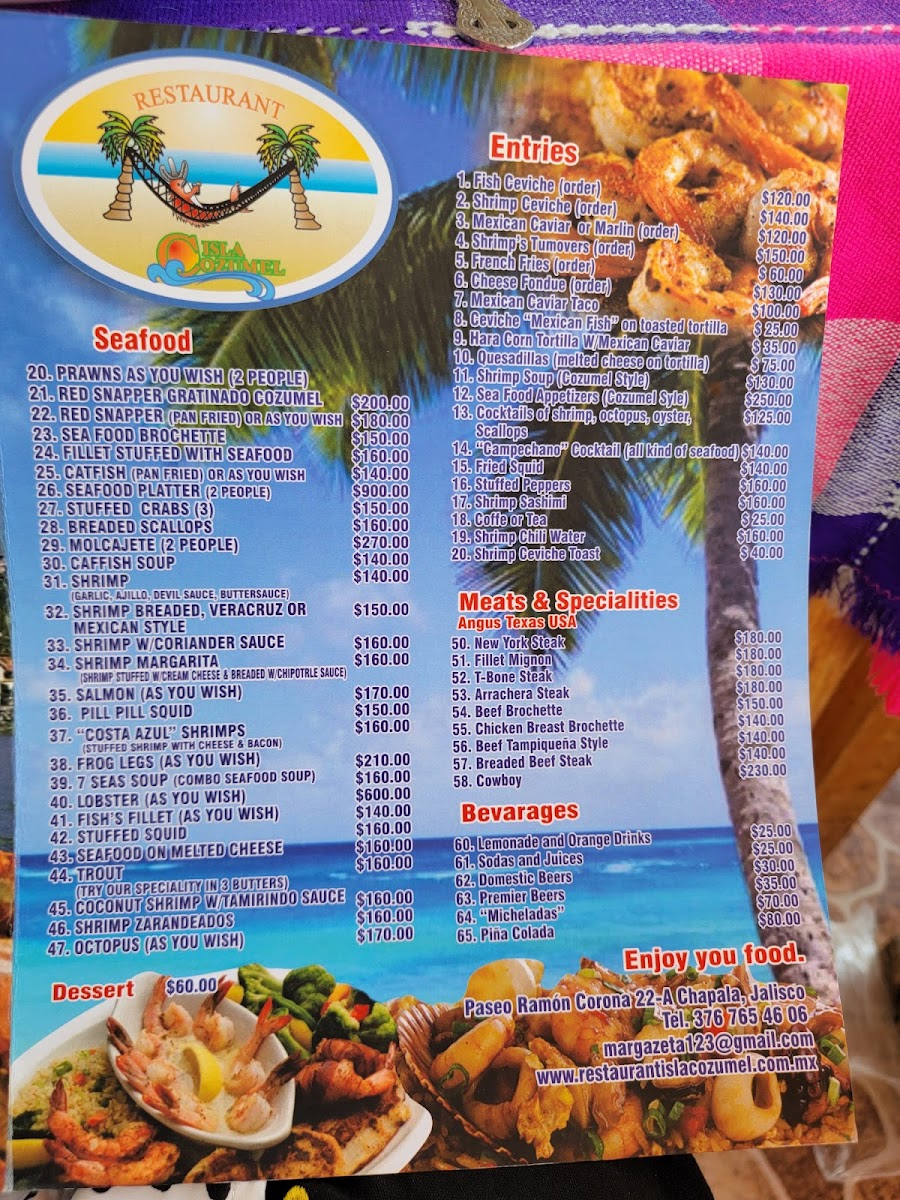 RESTAURANT
ISLA
COZUMEL
Seafood
20. PRAWNS AS YOU WISH (2 PEOPLE)
21. RED SNAPPER GRATINADO COZUMEL $200.00
22. RED SNAPPER (PAN FRIED) OR AS YOU WISH $180.00
23. SEA FOOD BROCHETTE $150.00
24. FILLET STUFFED WITH SEAFOOD $160.00
25. CATFISH (PAN FRIED) OR AS YOU WISH $140.00
26. SEAFOOD PLATTER (2 PEOPLE) $900.00
27. STUFFED CRABS (3) $150.00
28. BREADED SCALLOPS $160.00
29. MOLCAJETE (2 PEOPLE) $270.00
30. CAFFISH SOUP $140.00
31. SHRIMP $140.00
(GARLIC, AJILLO, DEVIL SAUCE, BUTTERSAUCE)
32. SHRIMP BREADED, VERACRUZ OR $150.00
MEXICAN STYLE
33. SHRIMP W/CORIANDER SAUCE $160.00
34. SHRIMP MARGARITA $160.00
(SHRIMP STUFFED W/CREAM CHEESE & BREADED W/CHIPOTRLE SAUCE)
35. SALMON (AS YOU WISH) $170.00
36. PILL PILL SQUID $150.00
37. "COSTA AZUL" SHRIMPS $160.00
(STUFFED SHRIMP WITH CHEESE & BACON)
38. FROG LEGS (AS YOU WISH) $210.00
39. 7 SEAS SOUP (COMBO SEAFOOD SOUP) $160.00
40. LOBSTER (AS YOU WISH) $600.00
41. FISH'S FILLET (AS YOU WISH) $140.00
42. STUFFED SQUID $160.00
43. SEAFOOD ON MELTED CHEESE $160.00
44. TROUT $160.00
(TRY OUR SPECIALITY IN 3 BUTTERS)
45. COCONUT SHRIMP W/TAMIRINDO SAUCE $160.00
46. SHRIMP ZARANDEADOS $160.00
47. OCTOPUS (AS YOU WISH) $170.00
Dessert $60.00
Entries
1. Fish Ceviche (order) $120.00
2. Shrimp Ceviche (order) $140.00
3. Mexican Caviar or Marlin (order) $120.00
4. Shrimp's Turnovers (order) $150.00
5. French Fries (order) $ 60.00
6. Cheese Fondue (order) $130.00
7. Mexican Caviar Taco $100.00
8. Ceviche "Mexican Fish" on toasted tortilla $ 25.00
9. Hara Corn Tortilla W/Mexican Caviar $ 35.00
10. Quesadillas (melted cheese on tortilla) $ 75.00
11. Shrimp Soup (Cozumel Style) $130.00
12. Sea Food Appetizers (Cozumel Syle) $250.00
13. Cocktails of shrimp, octopus, oyster, $125.00
Scallops
14. "Campechano" Cocktail (all kind of seafood) $140.00
15. Fried Squid $140.00
16. Stuffed Peppers $160.00
17. Shrimp Sashimi $160.00
18. Coffe or Tea $ 25.00
19. Shrimp Chili Water $160.00
20. Shrimp Ceviche Toast $ 40.00
Meats & Specialities
Angus Texas USA
50. New York Steak $180.00
51. Fillet Mignon $180.00
52. T-Bone Steak $180.00
53. Arrachera Steak $180.00
54. Beef Brochette $150.00
55. Chicken Breast Brochette $140.00
56. Beef Tampiqueña Style $140.00
57. Breaded Beef Steak $140.00
58. Cowboy $230.00
Bevarages
60. Lemonade and Orange Drinks $25.00
61. Sodas and Juices $25.00
62. Domestic Beers $30.00
63. Premier Beers $35.00
64. "Micheladas" $70.00
65. Piña Colada $80.00
Enjoy you food.
Paseo Ramón Corona 22-A Chapala, Jalisco
Tel. 376 765 46 06
margazeta123@gmail.com
www.restaurantislacozumel.com.mx